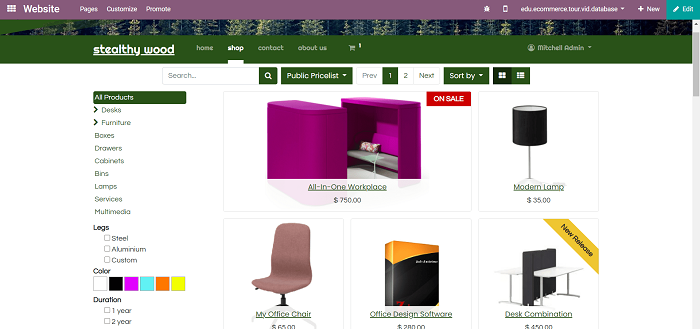 Website Pages Customize Promote edu.ecommerce.tour.vid.database + New Edit
stealthy wood home shop contact about us 1 Mitchell Admin
Search... Public Pricelist Prev 1 2 Next Sort by
All Products
Desks
Furniture
Boxes
Drawers
Cabinets
Bins
Lamps
Services
Multimedia
Legs
Steel
Aluminium
Custom
Color
Duration
1 year
2 year
ON SALE
All-In-One Workplace
$ 750.00
Modern Lamp
$ 35.00
My Office Chair
$ 65.00
Office Design Software
$ 280.00
New Release
Desk Combination
$ 450.00